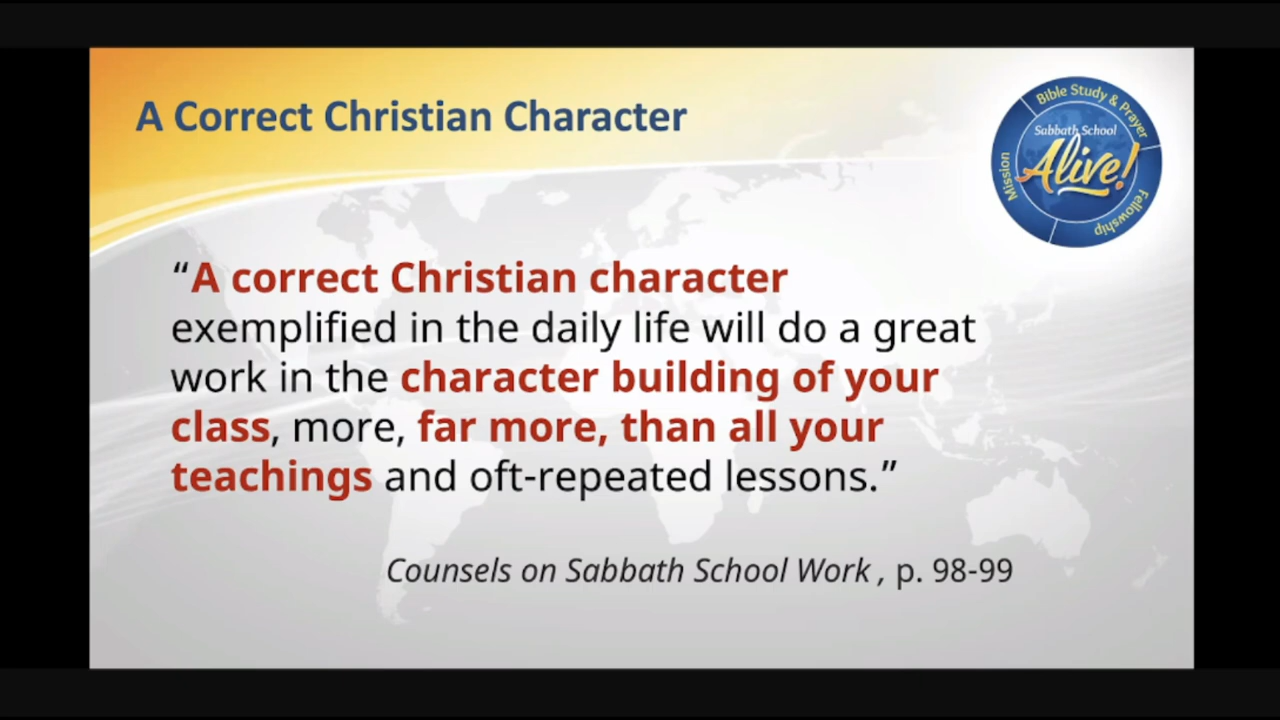 A Correct Christian Character
Bible Study & Prayer
Sabbath School
Alive!
Mission
Fellowship
“A correct Christian character
exemplified in the daily life will do a great
work in the character building of your
class, more, far more, than all your
teachings and oft-repeated lessons.”
Counsels on Sabbath School Work , p. 98-99